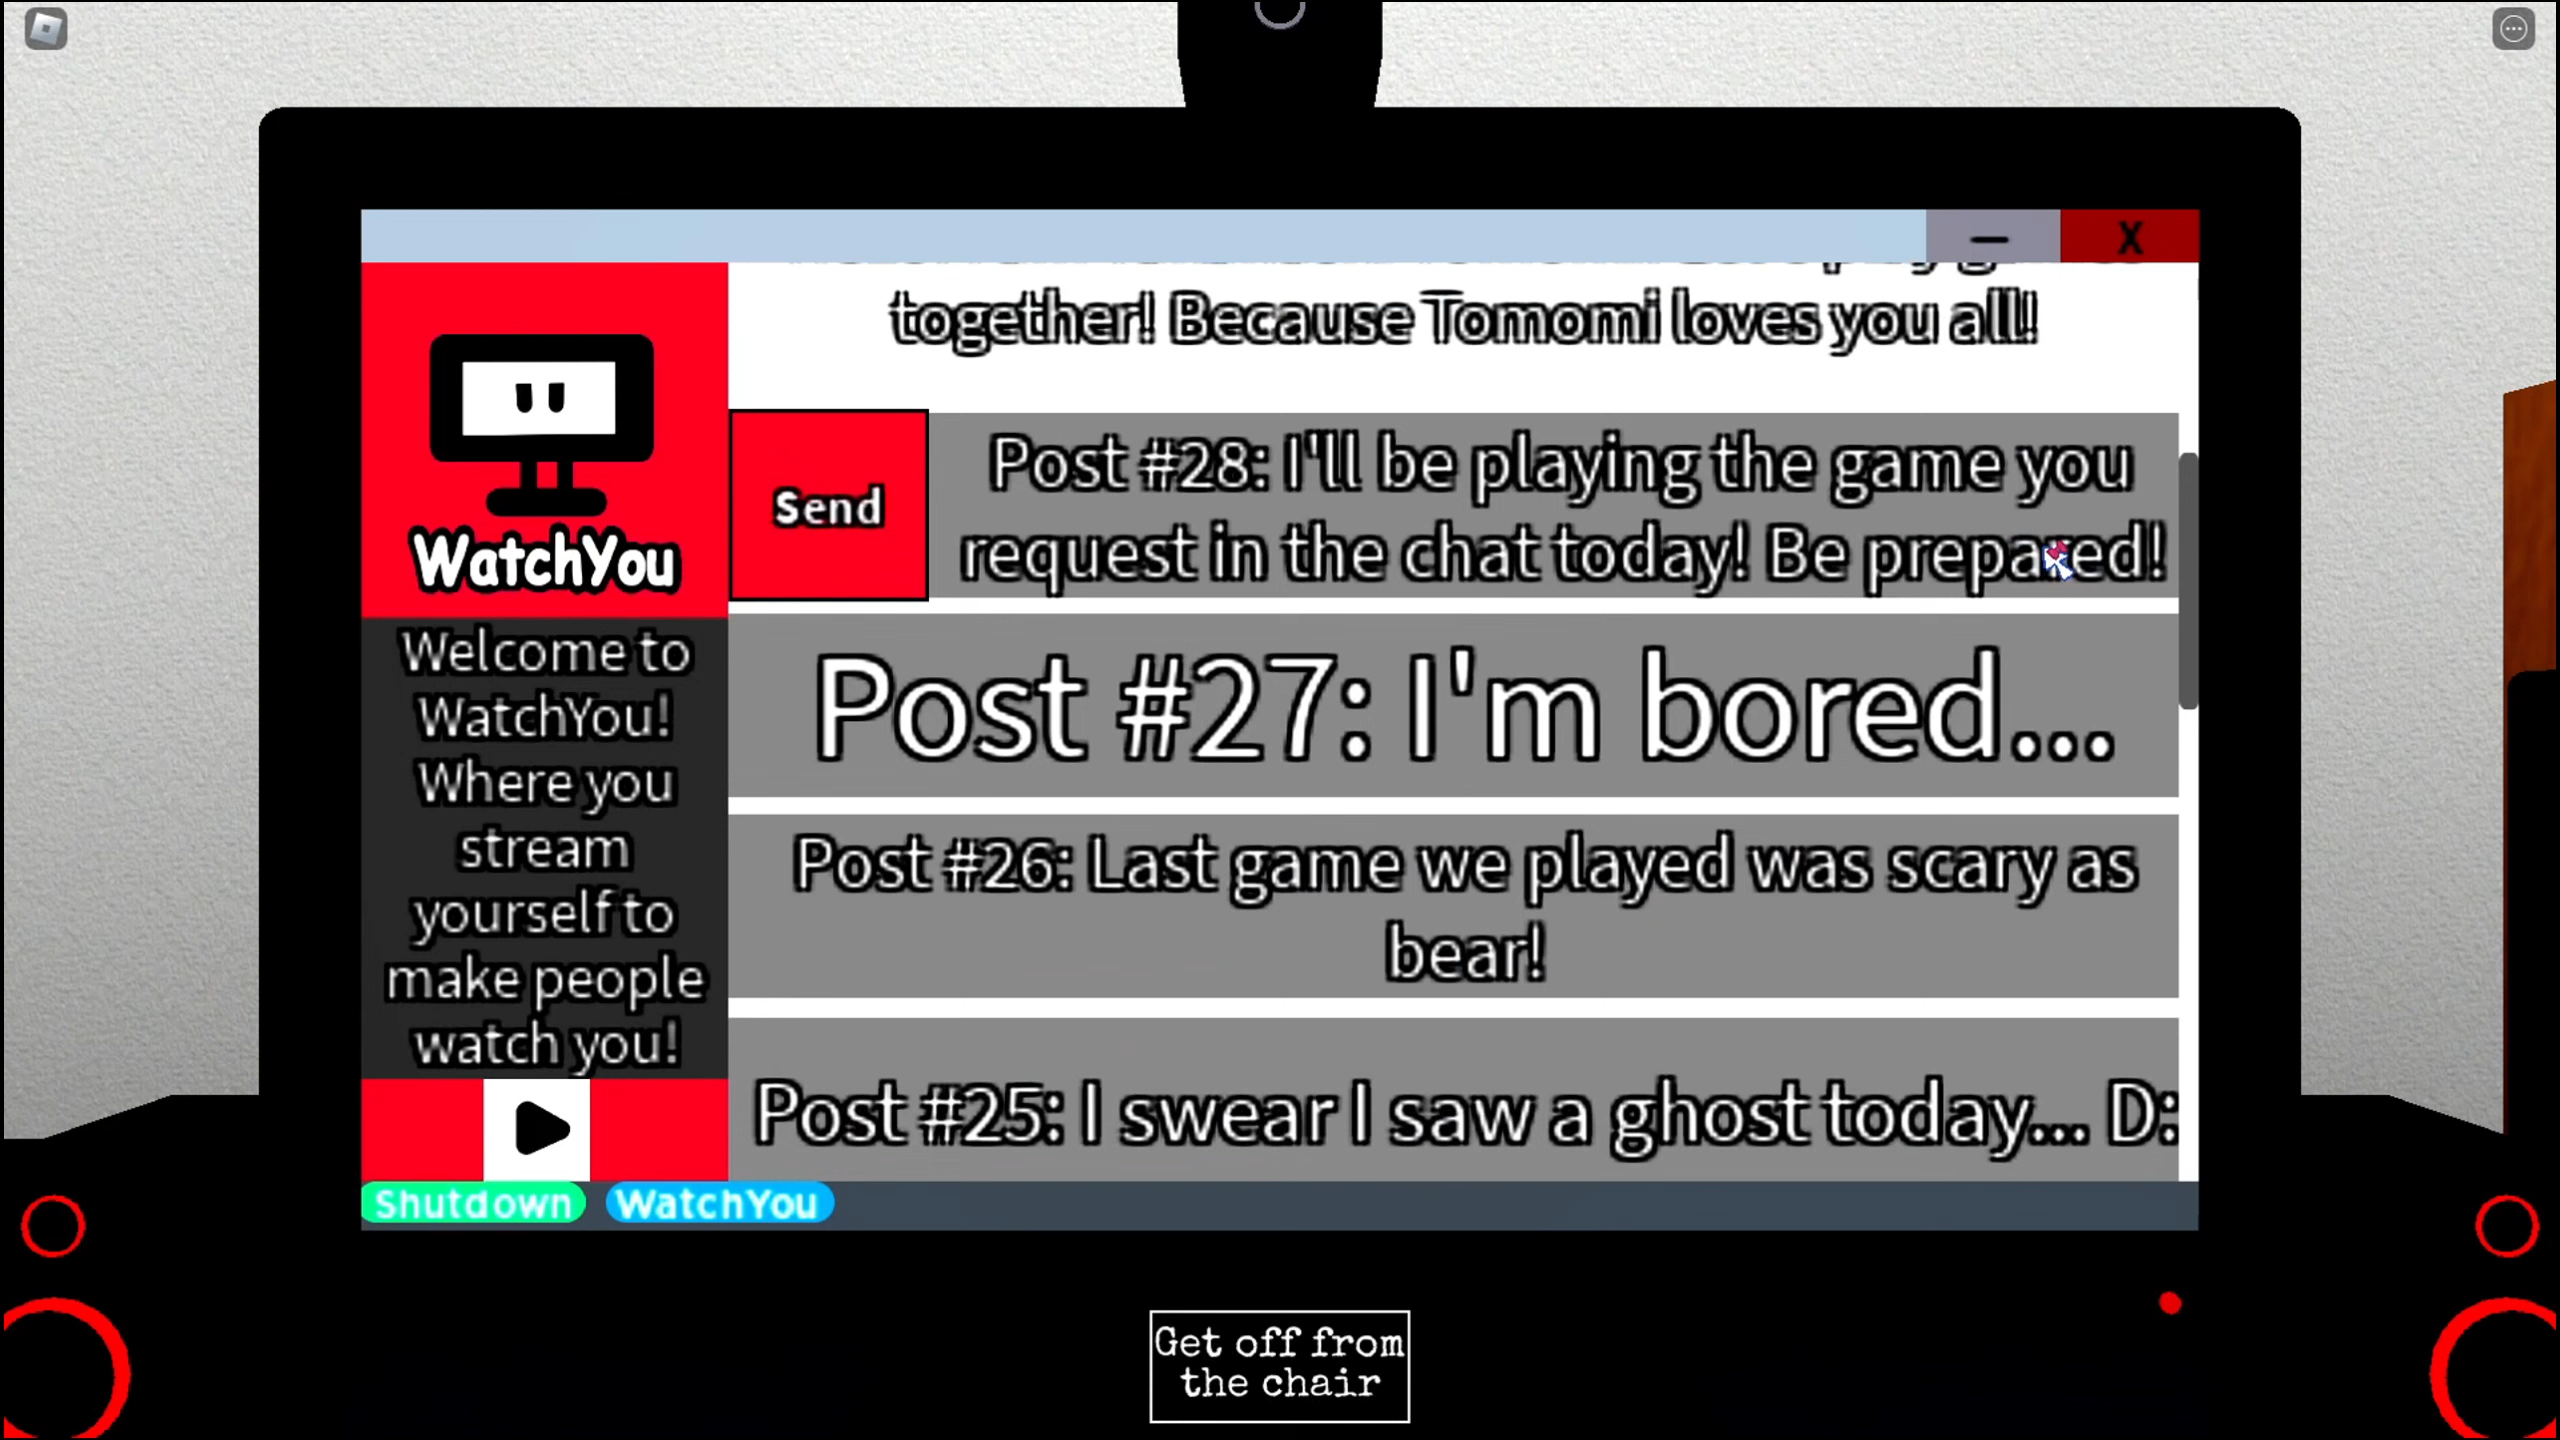 X
together! Because Tomomi loves you all!
Send
Post #28: I'll be playing the game you
request in the chat today! Be prepared!
WatchYou
Welcome to
WatchYou!
Where you
stream
yourself to
make people
watch you!
Post #27: I'm bored...
Post #26: Last game we played was scary as
bear!
Post #25: I swear I saw a ghost today... D:
Shutdown
WatchYou
Get off from
the chair